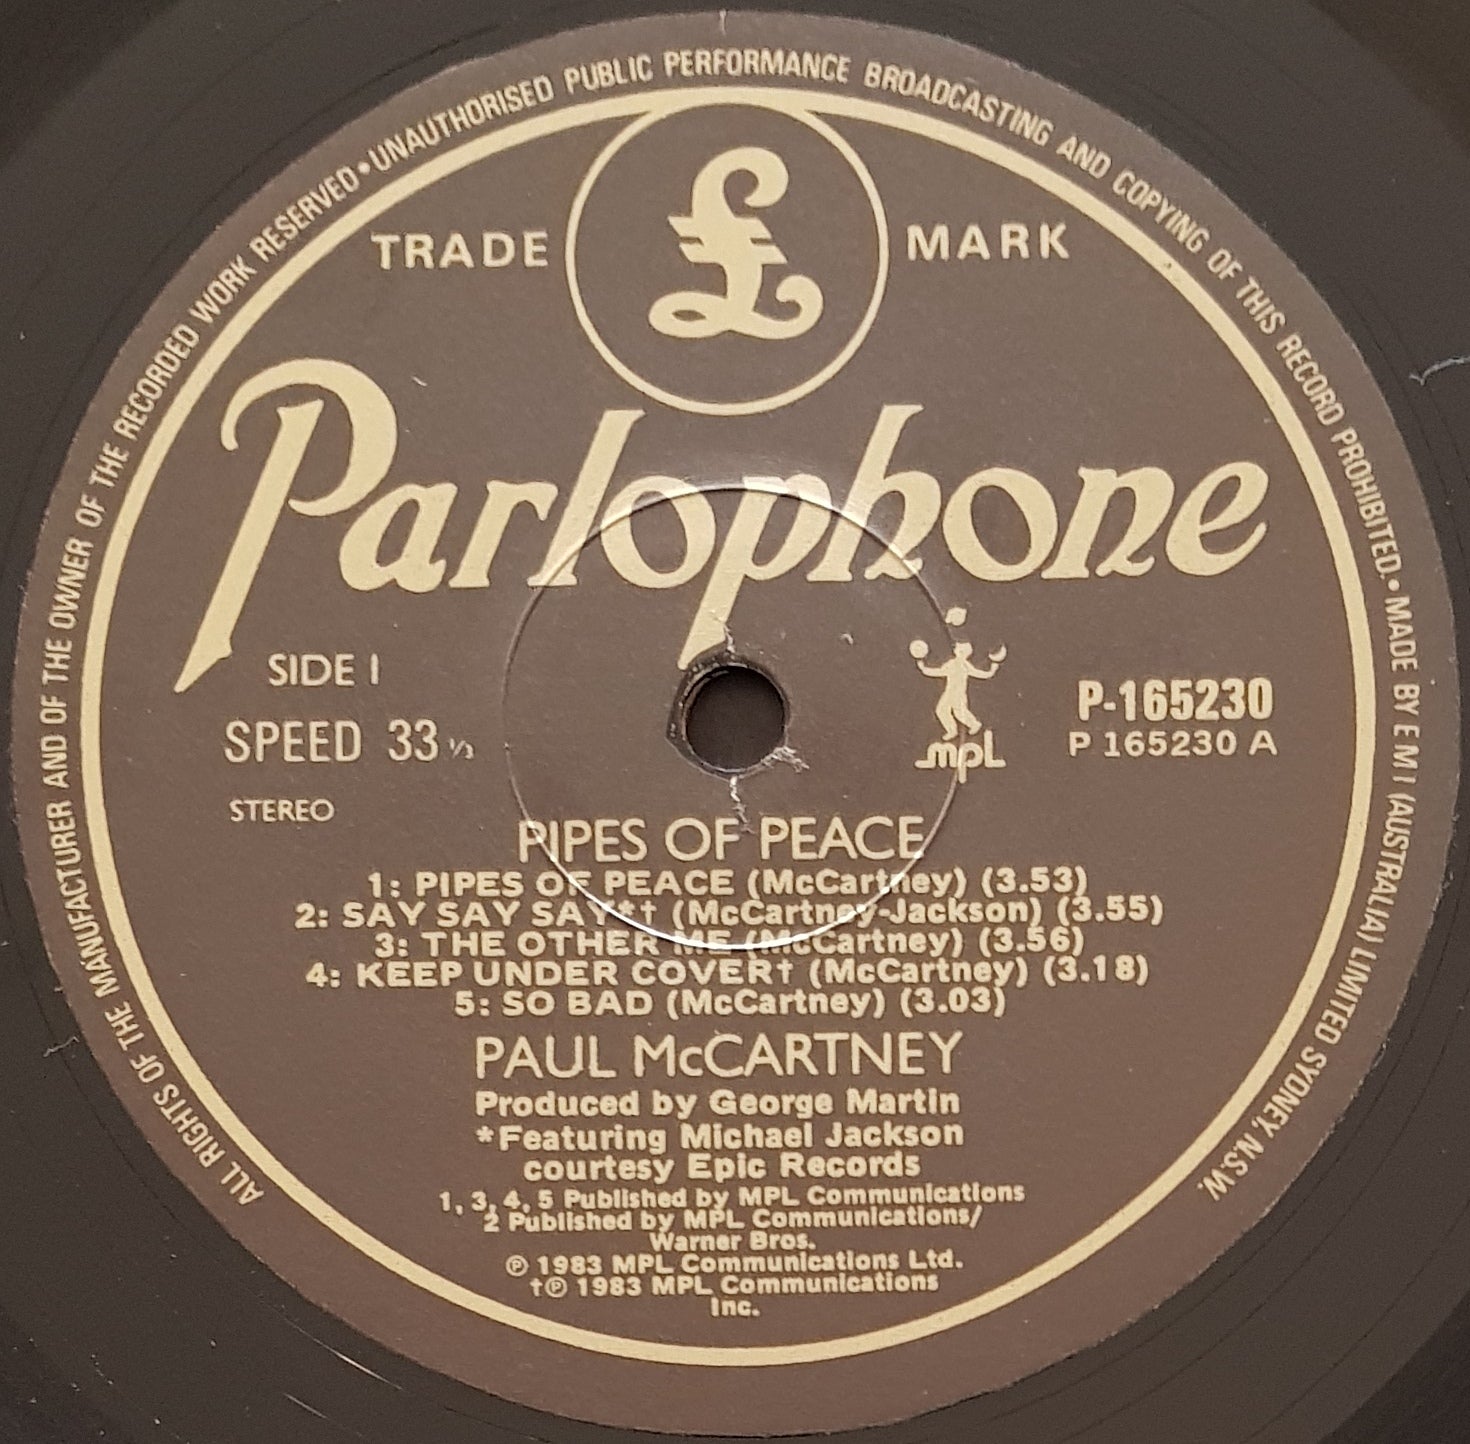 ALL RIGHTS OF THE MANUFACTURER AND OF THE OWNER OF THE RECORDED WORK RESERVED • UNAUTHORISED PUBLIC PERFORMANCE BROADCASTING AND COPYING OF THIS RECORD PROHIBITED. • MADE BY E M I (AUSTRALIA) LIMITED SYDNEY, N.S.W.
TRADE £ MARK
Parlophone
SIDE 1
SPEED 33 1/3
STEREO
mpL
P-165230
P 165230 A
PIPES OF PEACE
1: PIPES OF PEACE (McCartney) (3.53)
2: SAY SAY SAY*† (McCartney-Jackson) (3.55)
3: THE OTHER ME (McCartney) (3.56)
4: KEEP UNDER COVER† (McCartney) (3.18)
5: SO BAD (McCartney) (3.03)
PAUL McCARTNEY
Produced by George Martin
*Featuring Michael Jackson
courtesy Epic Records
1, 3, 4, 5 Published by MPL Communications
2 Published by MPL Communications/
Warner Bros.
℗ 1983 MPL Communications Ltd.
†℗ 1983 MPL Communications
Inc.